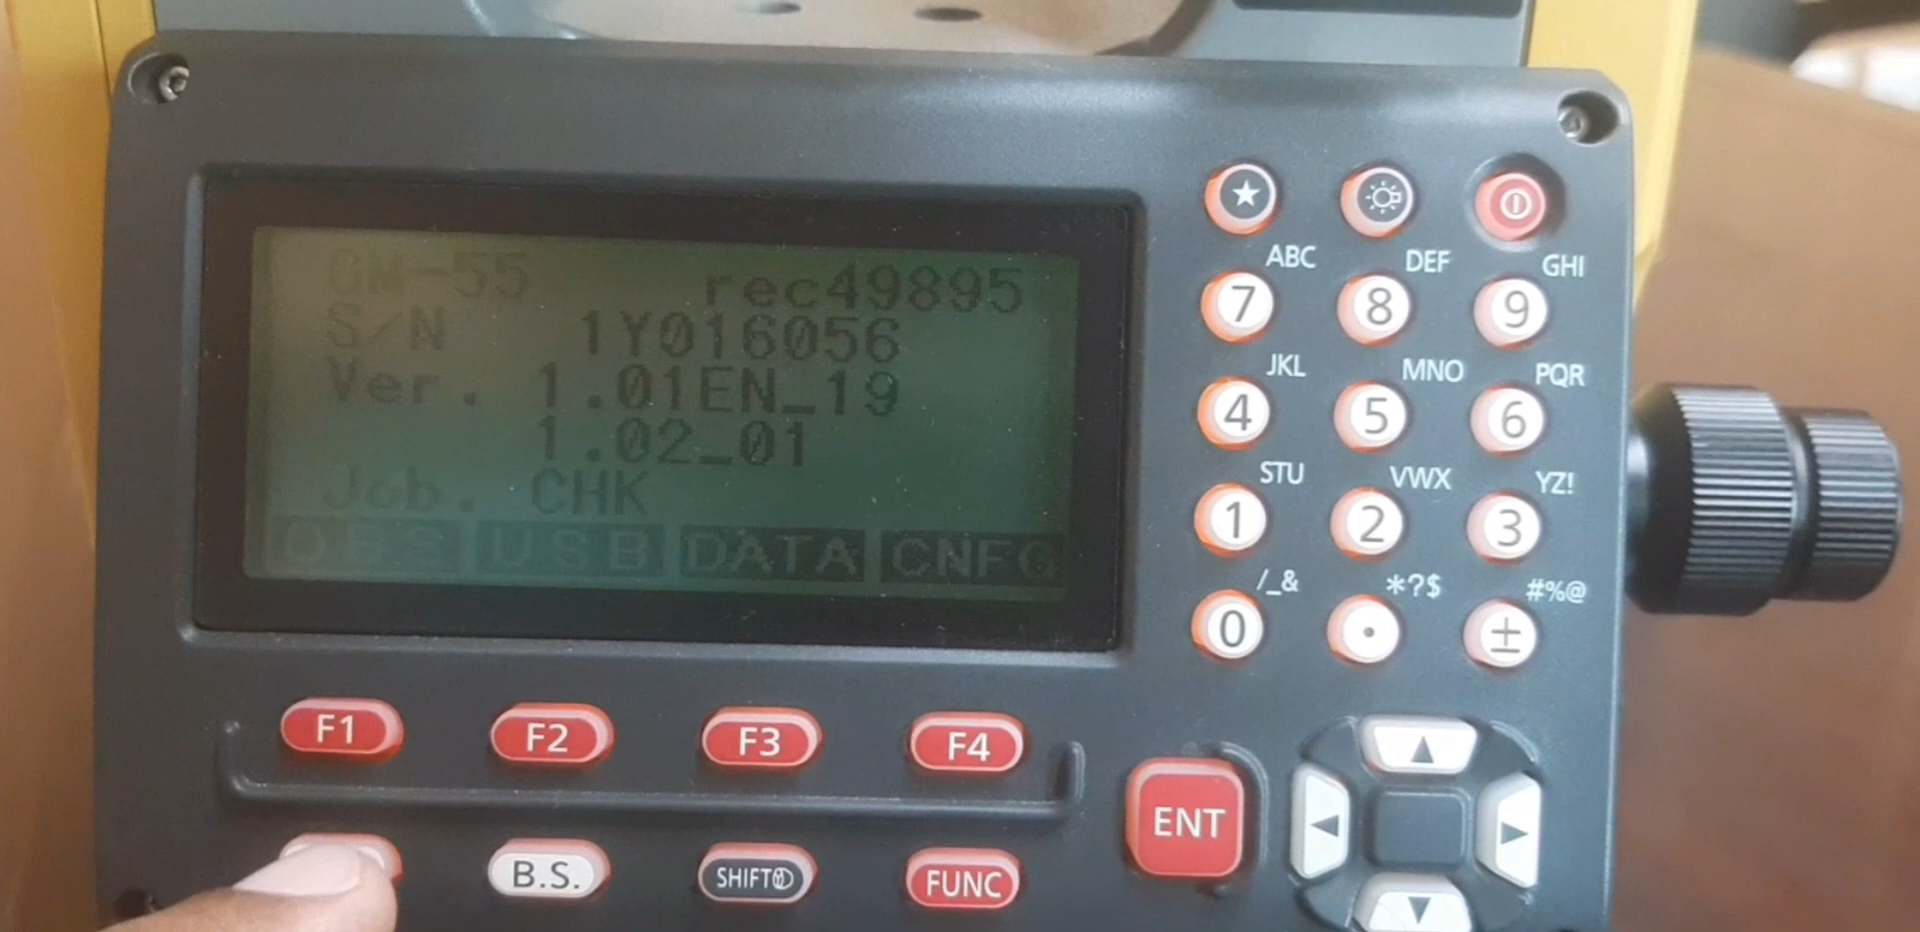 GM-55 rec49895
S/N 1Y016056
Ver. 1.01EN_19
1.02_01
Job. CHK
OBS USB DATA CNFG
ABC DEF GHI
7 8 9
JKL MNO PQR
4 5 6
STU VWX YZ!
1 2 3
/_& *?$ #%@
0 . ±
F1 F2 F3 F4
ENT
B.S. SHIFT FUNC